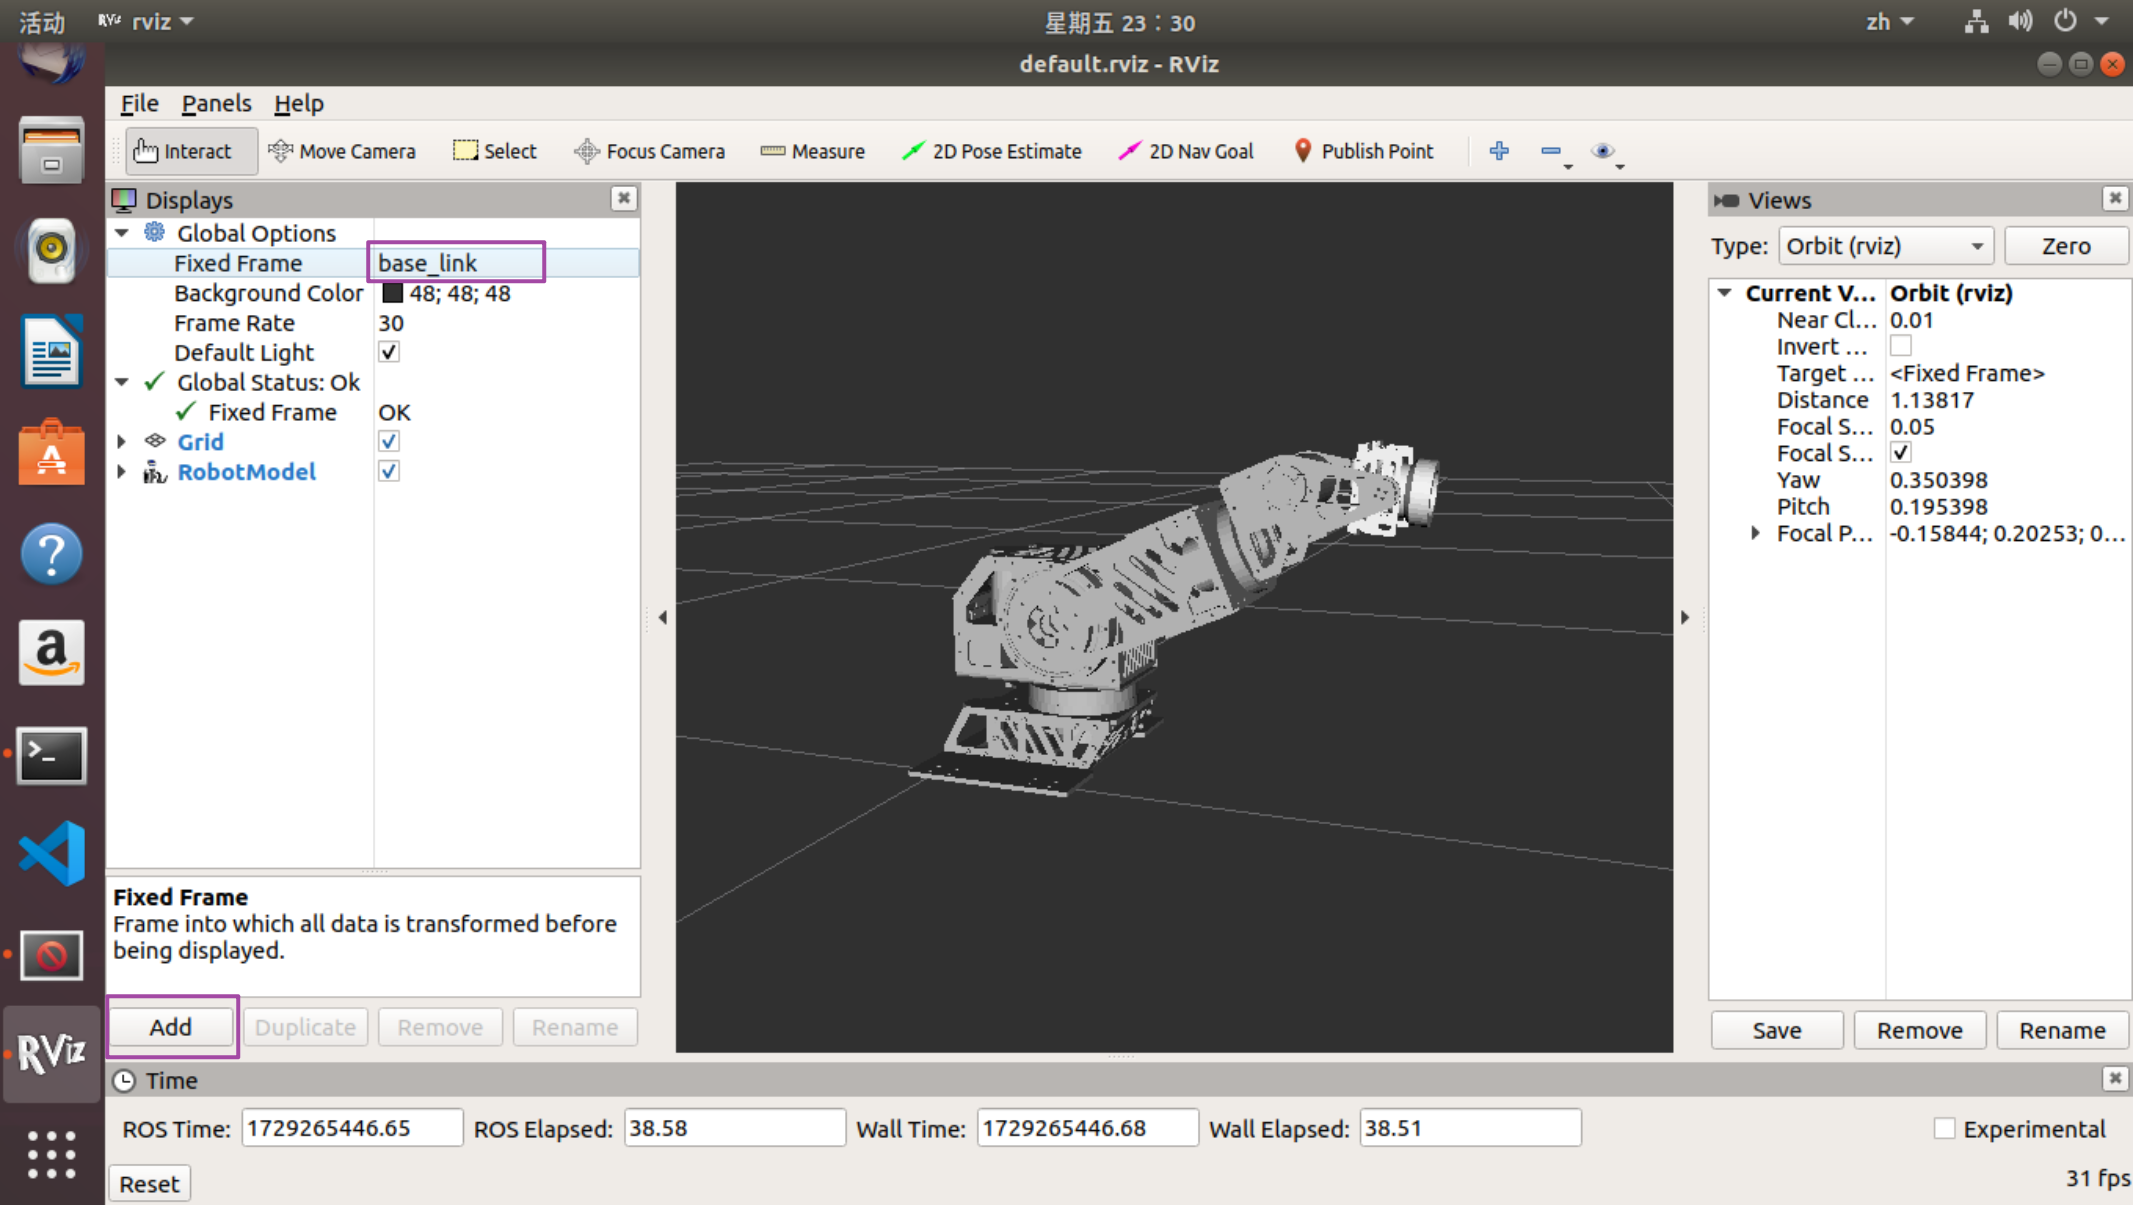 活动
RViz rviz
星期五 23：30
zh
default.rviz - RViz
File Panels Help
Interact Move Camera Select Focus Camera Measure 2D Pose Estimate 2D Nav Goal Publish Point
Displays
Global Options
Fixed Frame base_link
Background Color 48; 48; 48
Frame Rate 30
Default Light
Global Status: Ok
Fixed Frame OK
Grid
RobotModel
Fixed Frame
Frame into which all data is transformed before
being displayed.
Add Duplicate Remove Rename
Views
Type: Orbit (rviz) Zero
Current V... Orbit (rviz)
Near Cl... 0.01
Invert ...
Target ... <Fixed Frame>
Distance 1.13817
Focal S... 0.05
Focal S...
Yaw 0.350398
Pitch 0.195398
Focal P... -0.15844; 0.20253; 0...
Save Remove Rename
RViz
Time
ROS Time: 1729265446.65 ROS Elapsed: 38.58 Wall Time: 1729265446.68 Wall Elapsed: 38.51 Experimental
Reset
31 fps